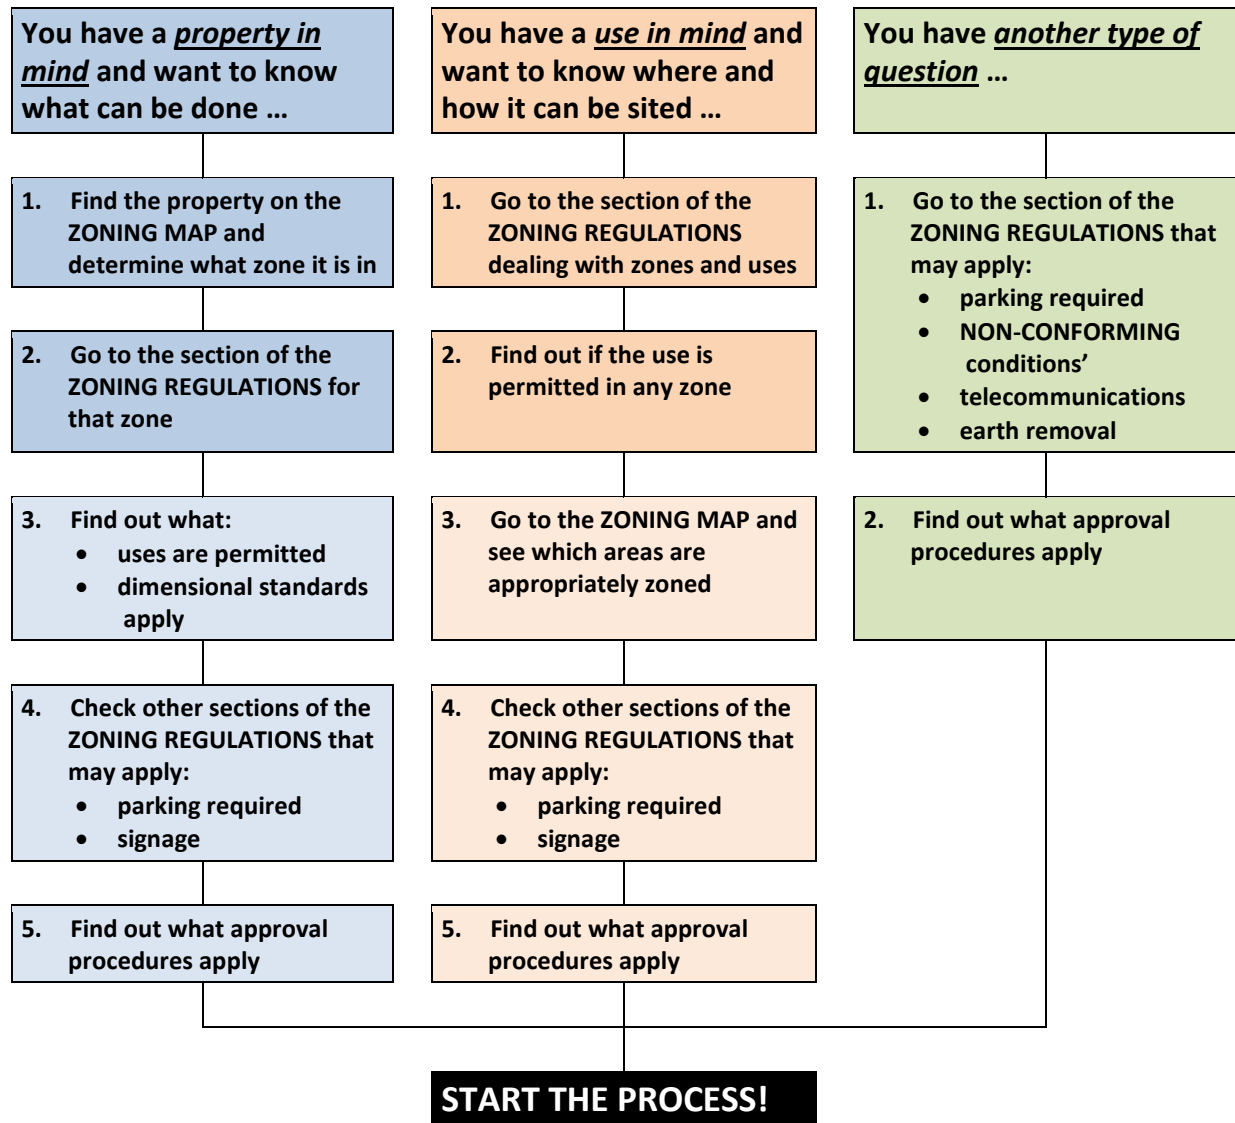 You have a property in
mind and want to know
what can be done …
1. Find the property on the
ZONING MAP and
determine what zone it is in
2. Go to the section of the
ZONING REGULATIONS for
that zone
3. Find out what:
• uses are permitted
• dimensional standards
apply
4. Check other sections of the
ZONING REGULATIONS that
may apply:
• parking required
• signage
5. Find out what approval
procedures apply
You have a use in mind and
want to know where and
how it can be sited …
1. Go to the section of the
ZONING REGULATIONS
dealing with zones and uses
2. Find out if the use is
permitted in any zone
3. Go to the ZONING MAP and
see which areas are
appropriately zoned
4. Check other sections of the
ZONING REGULATIONS that
may apply:
• parking required
• signage
5. Find out what approval
procedures apply
You have another type of
question …
1. Go to the section of the
ZONING REGULATIONS that
may apply:
• parking required
• NON-CONFORMING
conditions’
• telecommunications
• earth removal
2. Find out what approval
procedures apply
START THE PROCESS!